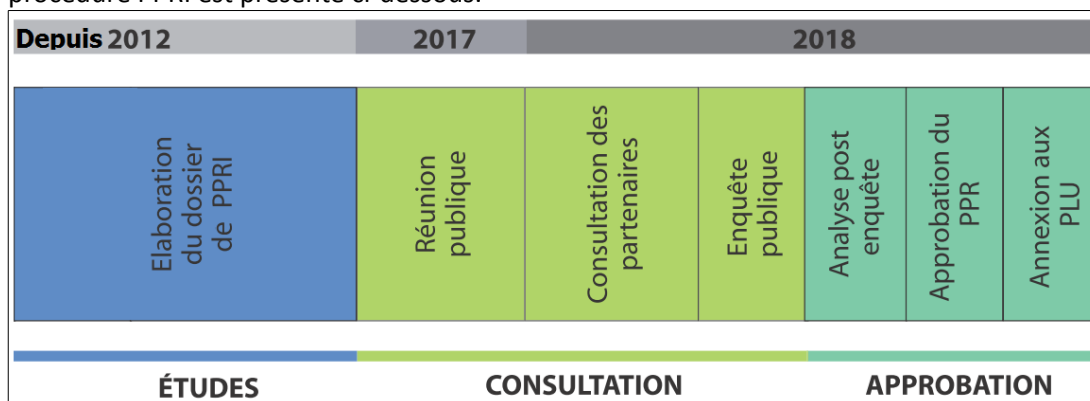 procédure PPRI est présenté ci-dessous.
Depuis 2012
2017
2018
Elaboration
du dossier
de PPRI
Réunion
publique
Consultation des
partenaires
Enquête
publique
Analyse post
enquête
Approbation du
PPR
Annexion aux
PLU
ÉTUDES
CONSULTATION
APPROBATION